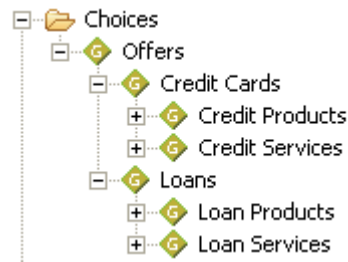 Choices
G Offers
G Credit Cards
G Credit Products
G Credit Services
G Loans
G Loan Products
G Loan Services